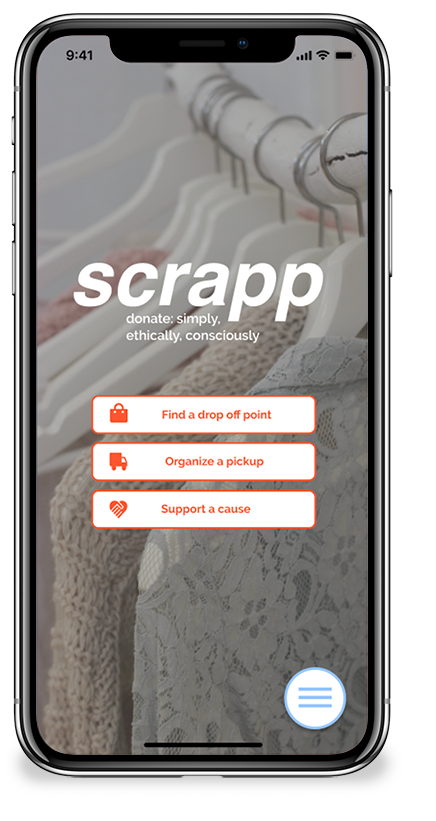 9:41
scrapp
donate: simply,
ethically, consciously
Find a drop off point
Organize a pickup
Support a cause